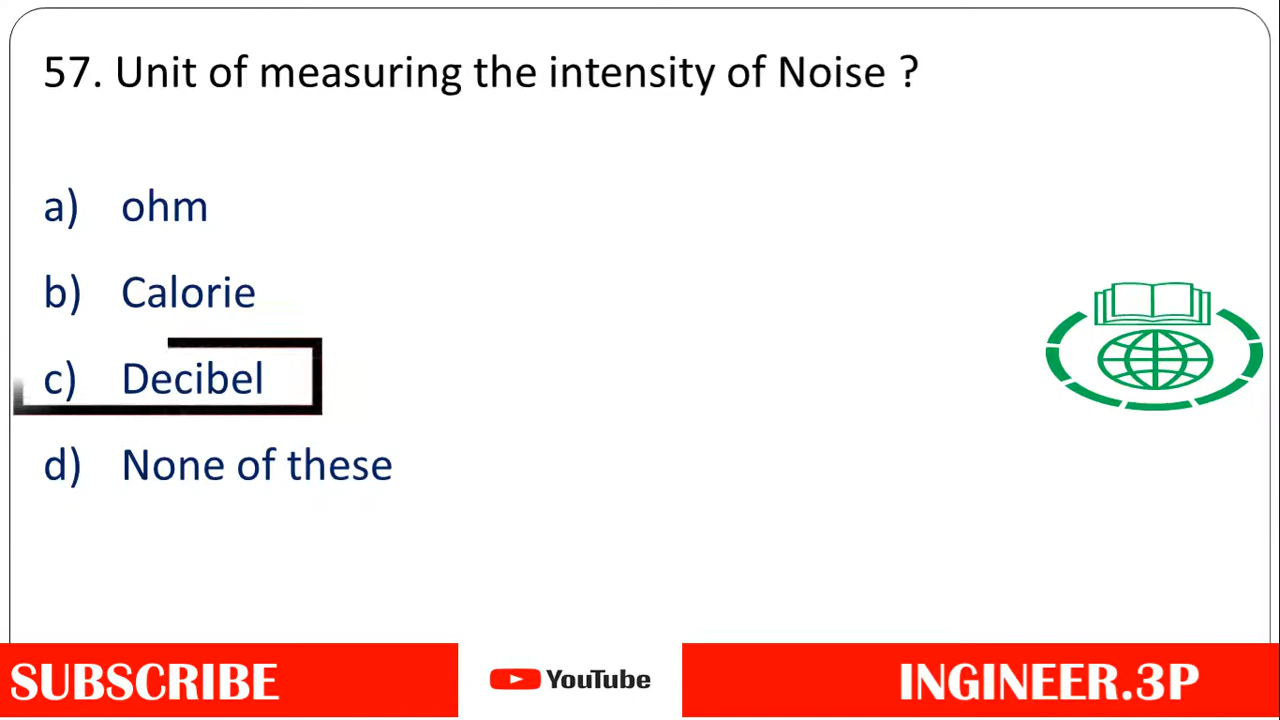 57. Unit of measuring the intensity of Noise ?
a) ohm
b) Calorie
c) Decibel
d) None of these
SUBSCRIBE YouTube INGINEER.3P